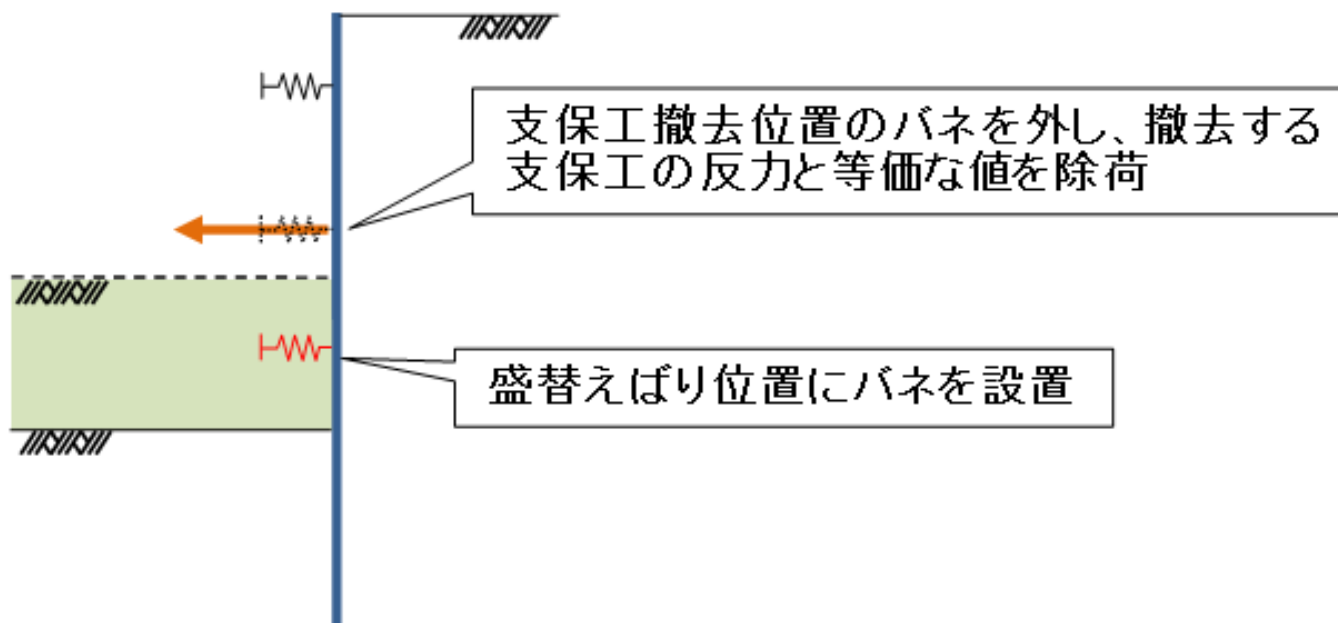 支保工撤去位置のバネを外し、撤去する
支保工の反力と等価な値を除荷
盛替えばり位置にバネを設置